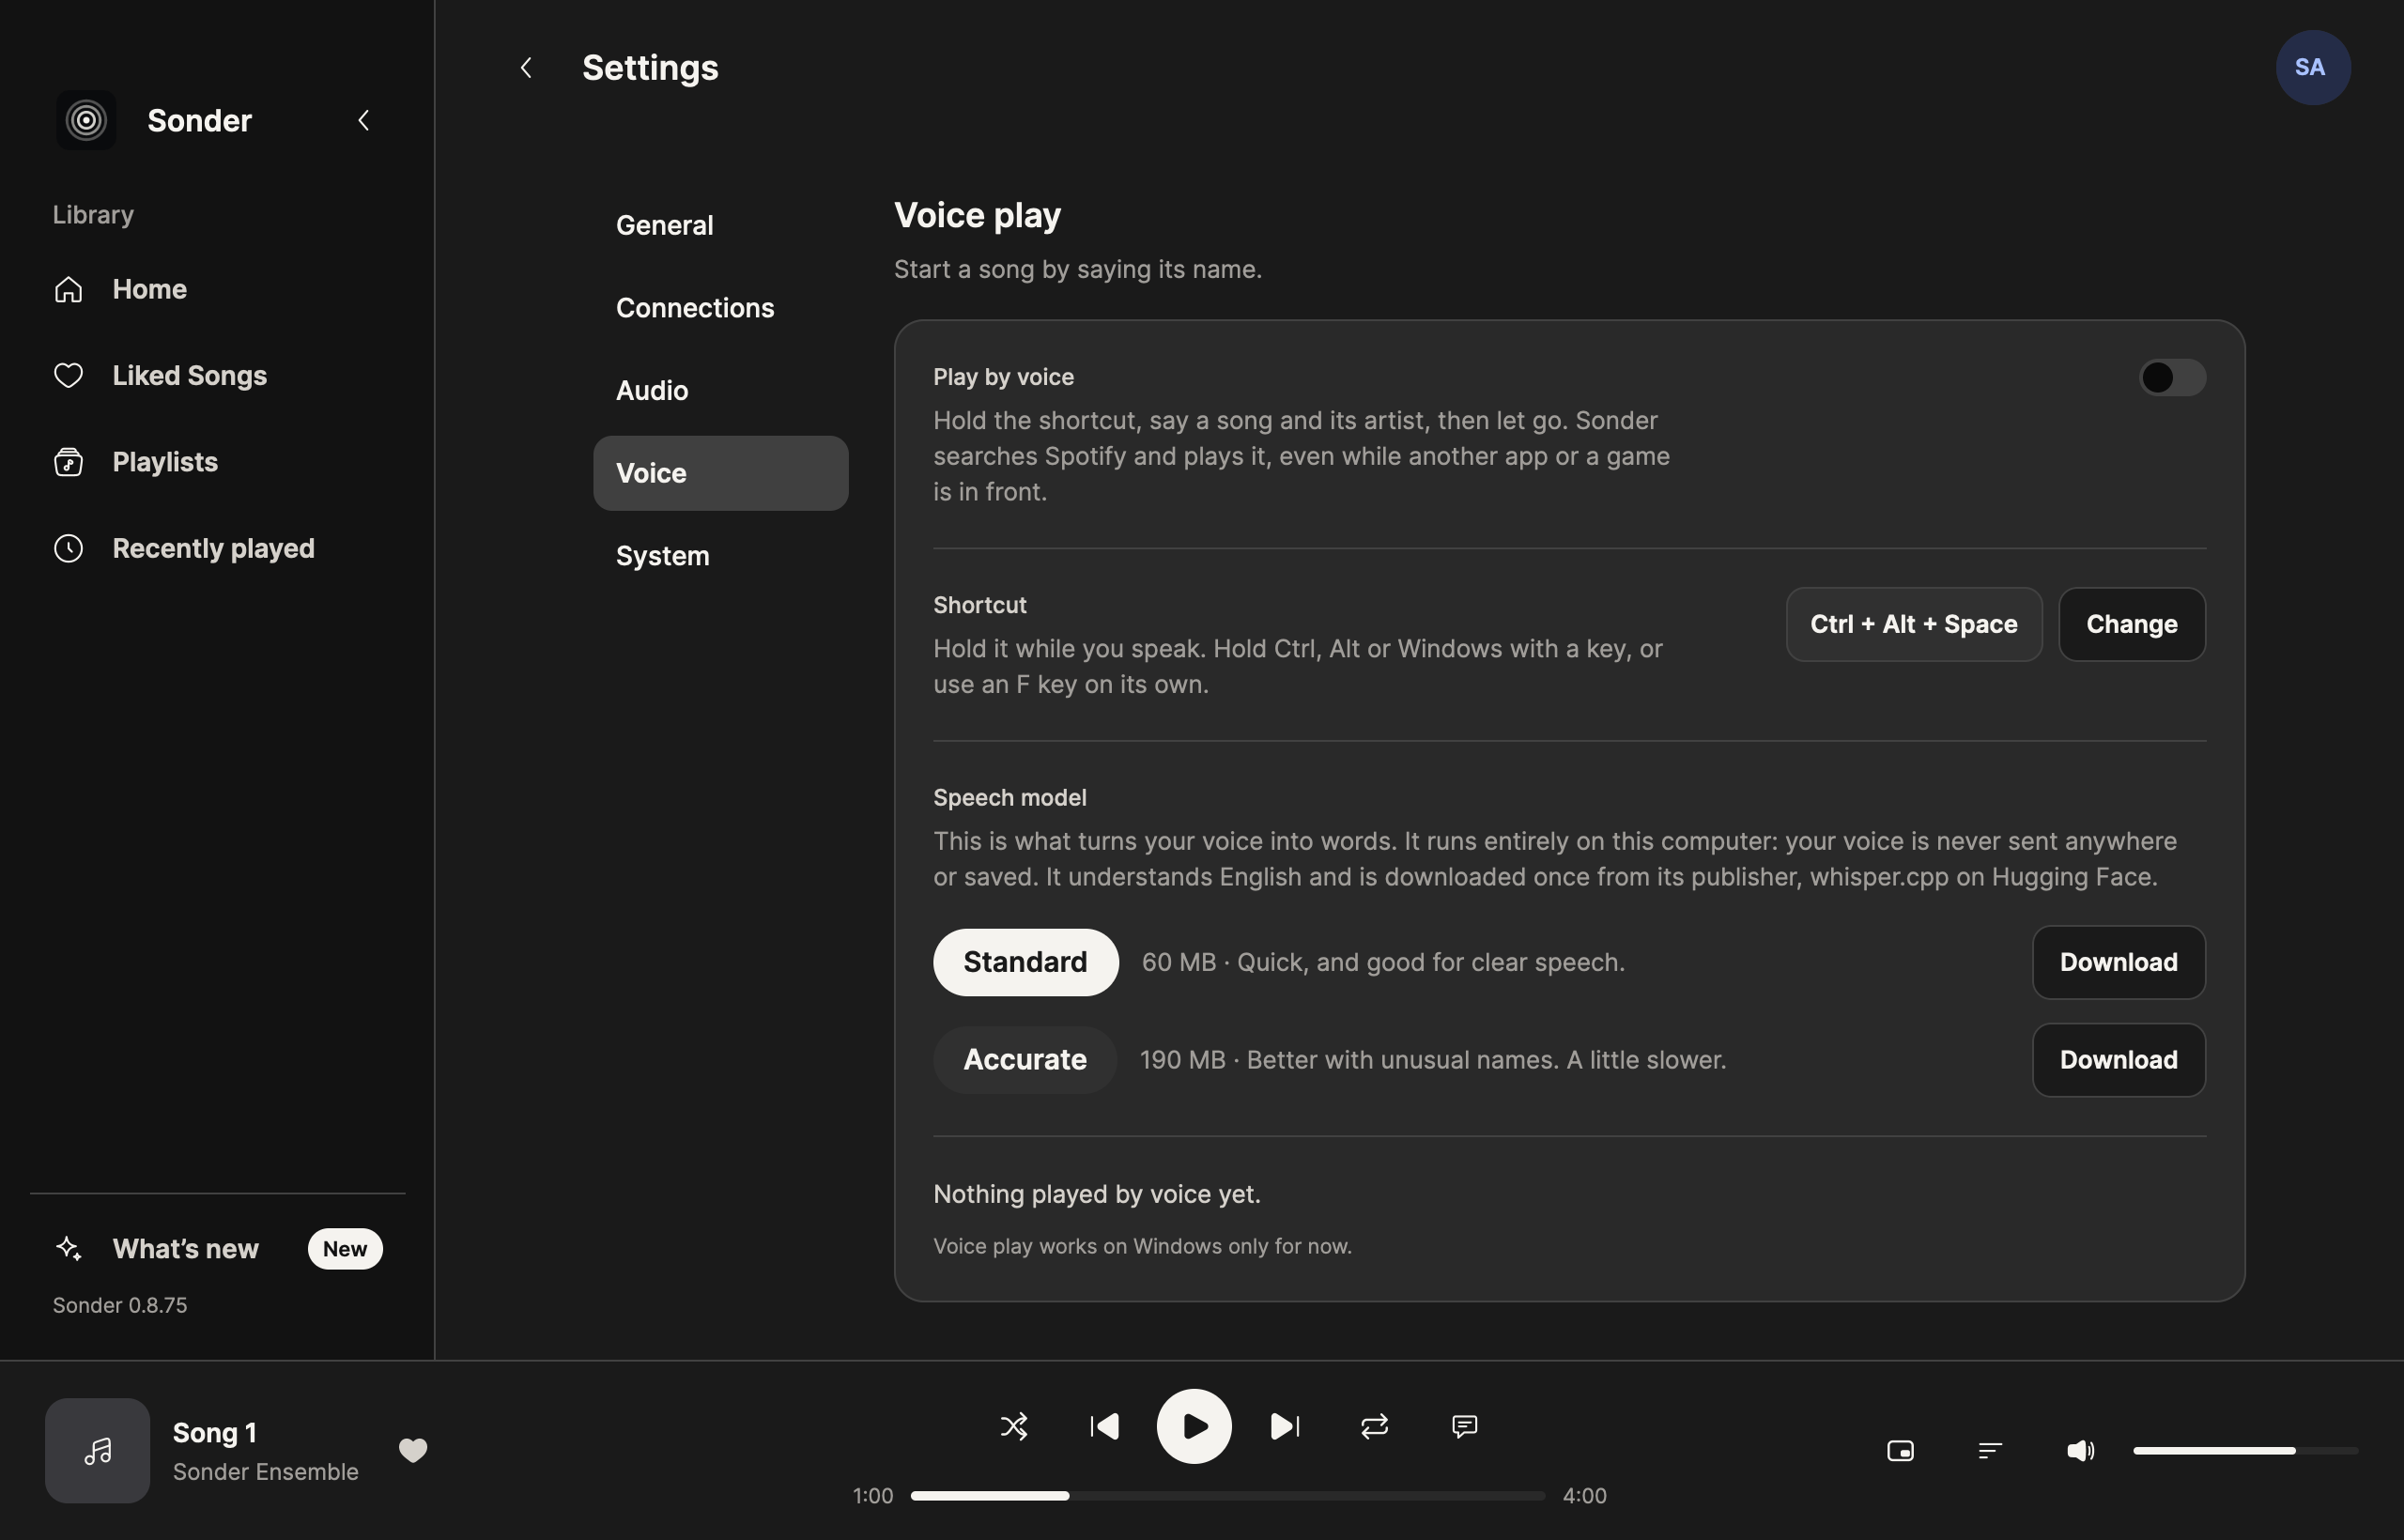 Settings
SA
Sonder
Library
Home
Liked Songs
Playlists
Recently played
What’s new
New
Sonder 0.8.75
General
Connections
Audio
Voice
System
Voice play
Start a song by saying its name.
Play by voice
Hold the shortcut, say a song and its artist, then let go. Sonder
searches Spotify and plays it, even while another app or a game
is in front.
Shortcut
Hold it while you speak. Hold Ctrl, Alt or Windows with a key, or
use an F key on its own.
Ctrl + Alt + Space
Change
Speech model
This is what turns your voice into words. It runs entirely on this computer: your voice is never sent anywhere
or saved. It understands English and is downloaded once from its publisher, whisper.cpp on Hugging Face.
Standard
60 MB · Quick, and good for clear speech.
Download
Accurate
190 MB · Better with unusual names. A little slower.
Download
Nothing played by voice yet.
Voice play works on Windows only for now.
Song 1
Sonder Ensemble
1:00
4:00